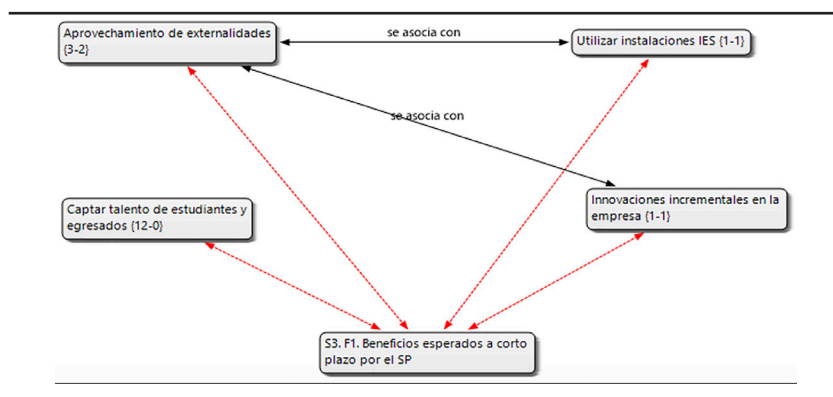 Aprovechamiento de externalidades
{3-2}
se asocia con
Utilizar instalaciones IES {1-1}
se asocia con
Captar talento de estudiantes y
egresados {12-0}
Innovaciones incrementales en la
empresa {1-1}
S3. F1. Beneficios esperados a corto
plazo por el SP